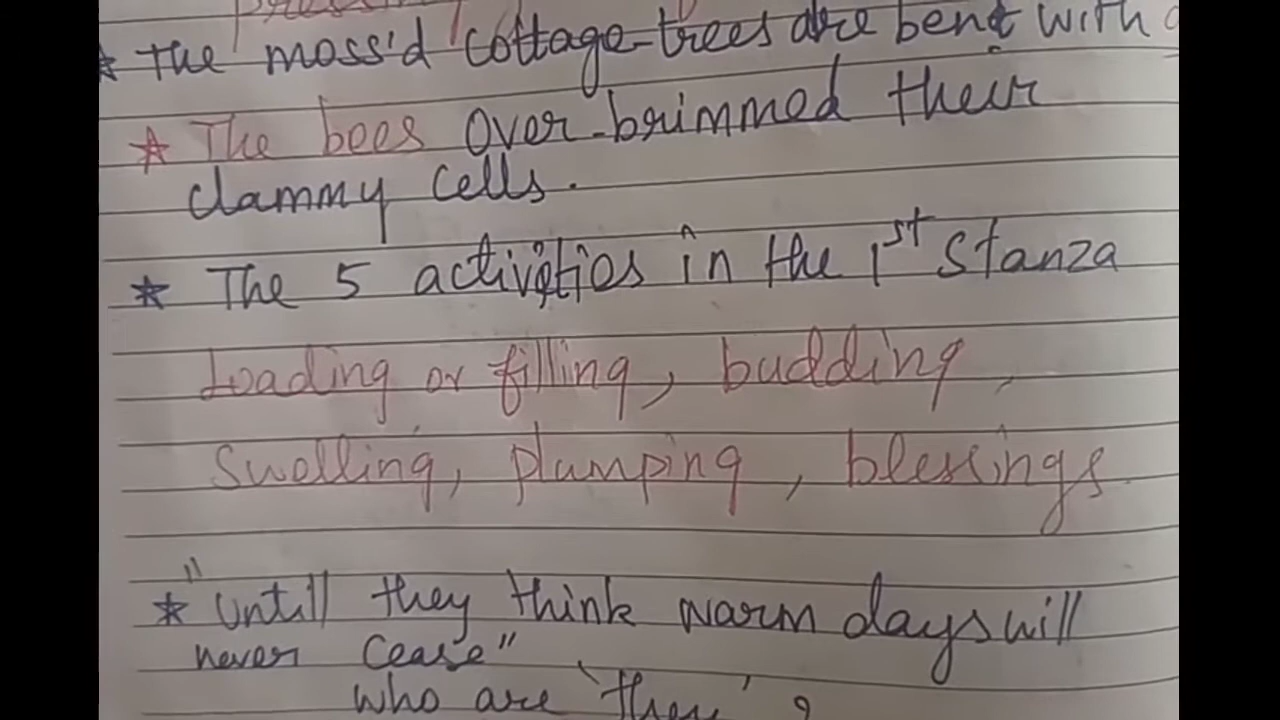 * The moss'd cottage-trees are bent with
* The bees over-brimmed their
clammy cells.
* The 5 activities in the 1st Stanza
Loading or filling, budding,
Swelling, plumping, blessings
* "Untill they think warm days will
never cease"
who are 'they' ?